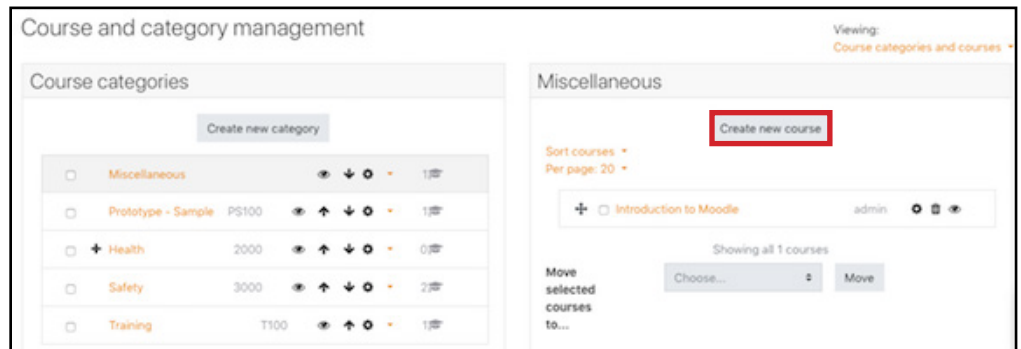 Course and category management
Viewing:
Course categories and courses
Course categories
Create new category
Miscellaneous 1
Prototype - Sample PS100 1
Health 2000 0
Safety 3000 2
Training T100 1
Miscellaneous
Create new course
Sort courses
Per page: 20
Introduction to Moodle admin
Showing all 1 courses
Move
selected
courses
to...
Choose... Move